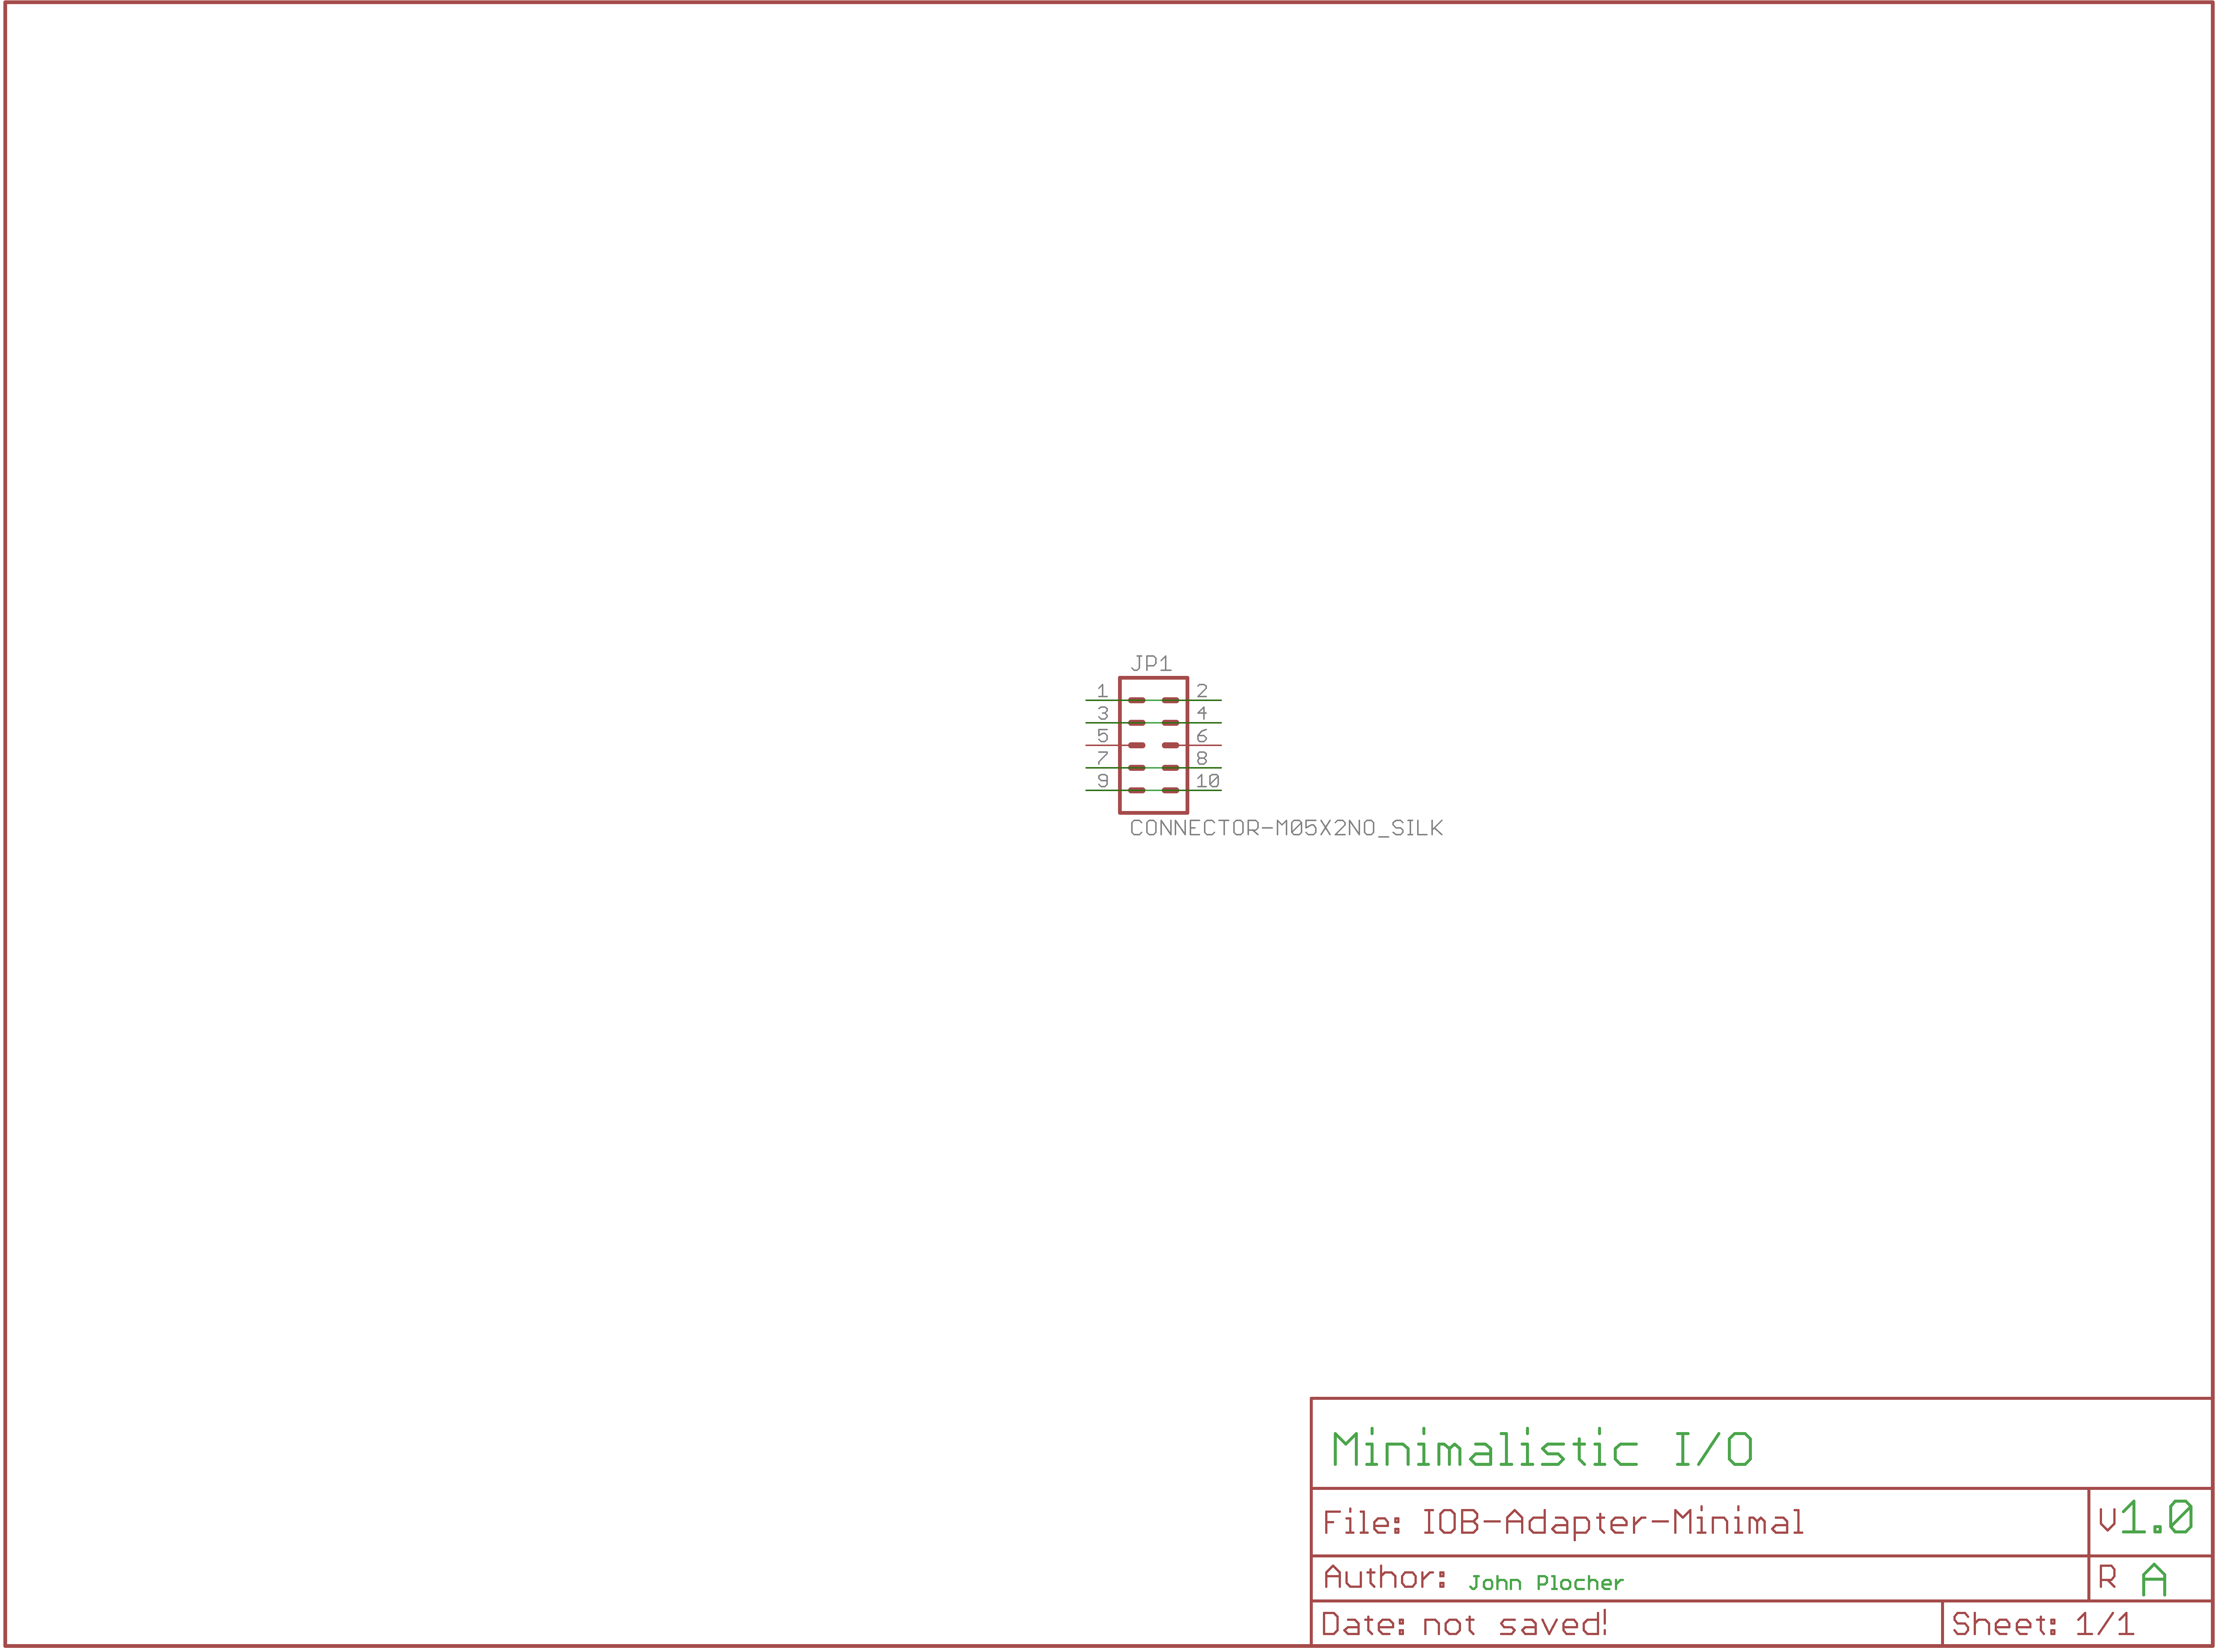 JP1
1 2
3 4
5 6
7 8
9 10
CONNECTOR-M05X2NO_SILK
Minimalistic I/O
File: IOB-Adapter-Minimal V 1.0
Author: John Plocher R A
Date: not saved! Sheet: 1/1